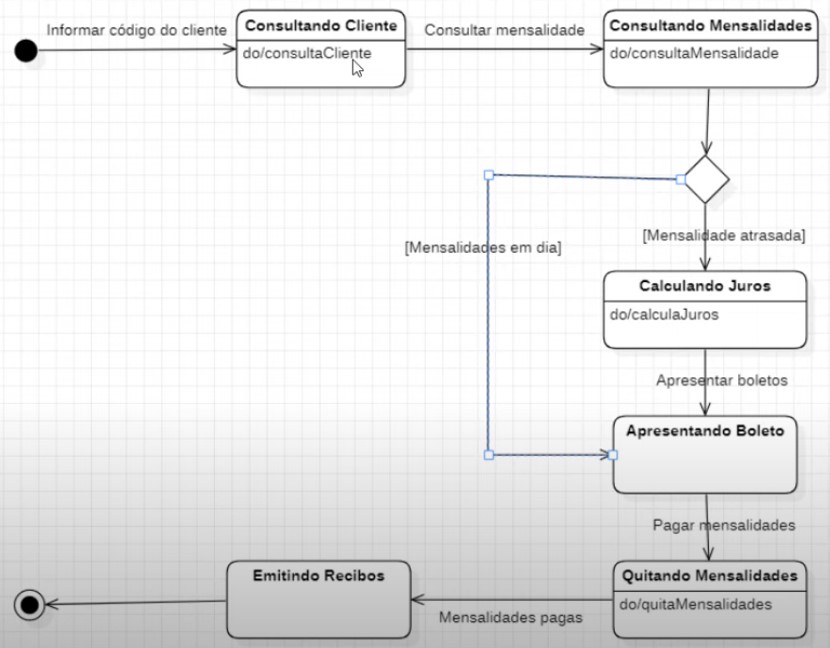 Informar código do cliente
Consultando Cliente
do/consultaCliente
Consultar mensalidade
Consultando Mensalidades
do/consultaMensalidade
[Mensalidades em dia]
[Mensalidade atrasada]
Calculando Juros
do/calculaJuros
Apresentar boletos
Apresentando Boleto
Pagar mensalidades
Quitando Mensalidades
do/quitaMensalidades
Mensalidades pagas
Emitindo Recibos